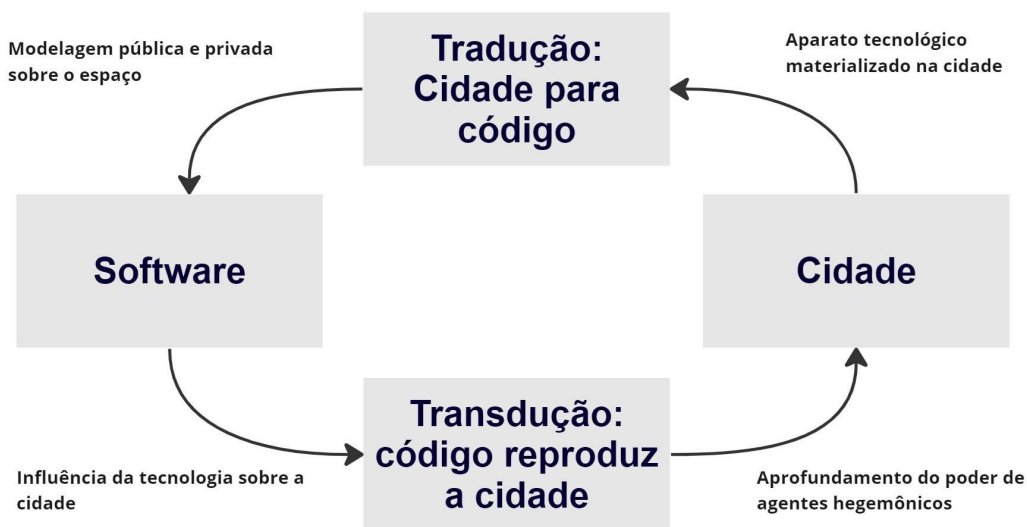 Modelagem pública e privada
sobre o espaço
Tradução:
Cidade para
código
Aparato tecnológico
materializado na cidade
Software
Cidade
Influência da tecnologia sobre a
cidade
Transdução:
código reproduz
a cidade
Aprofundamento do poder de
agentes hegemônicos